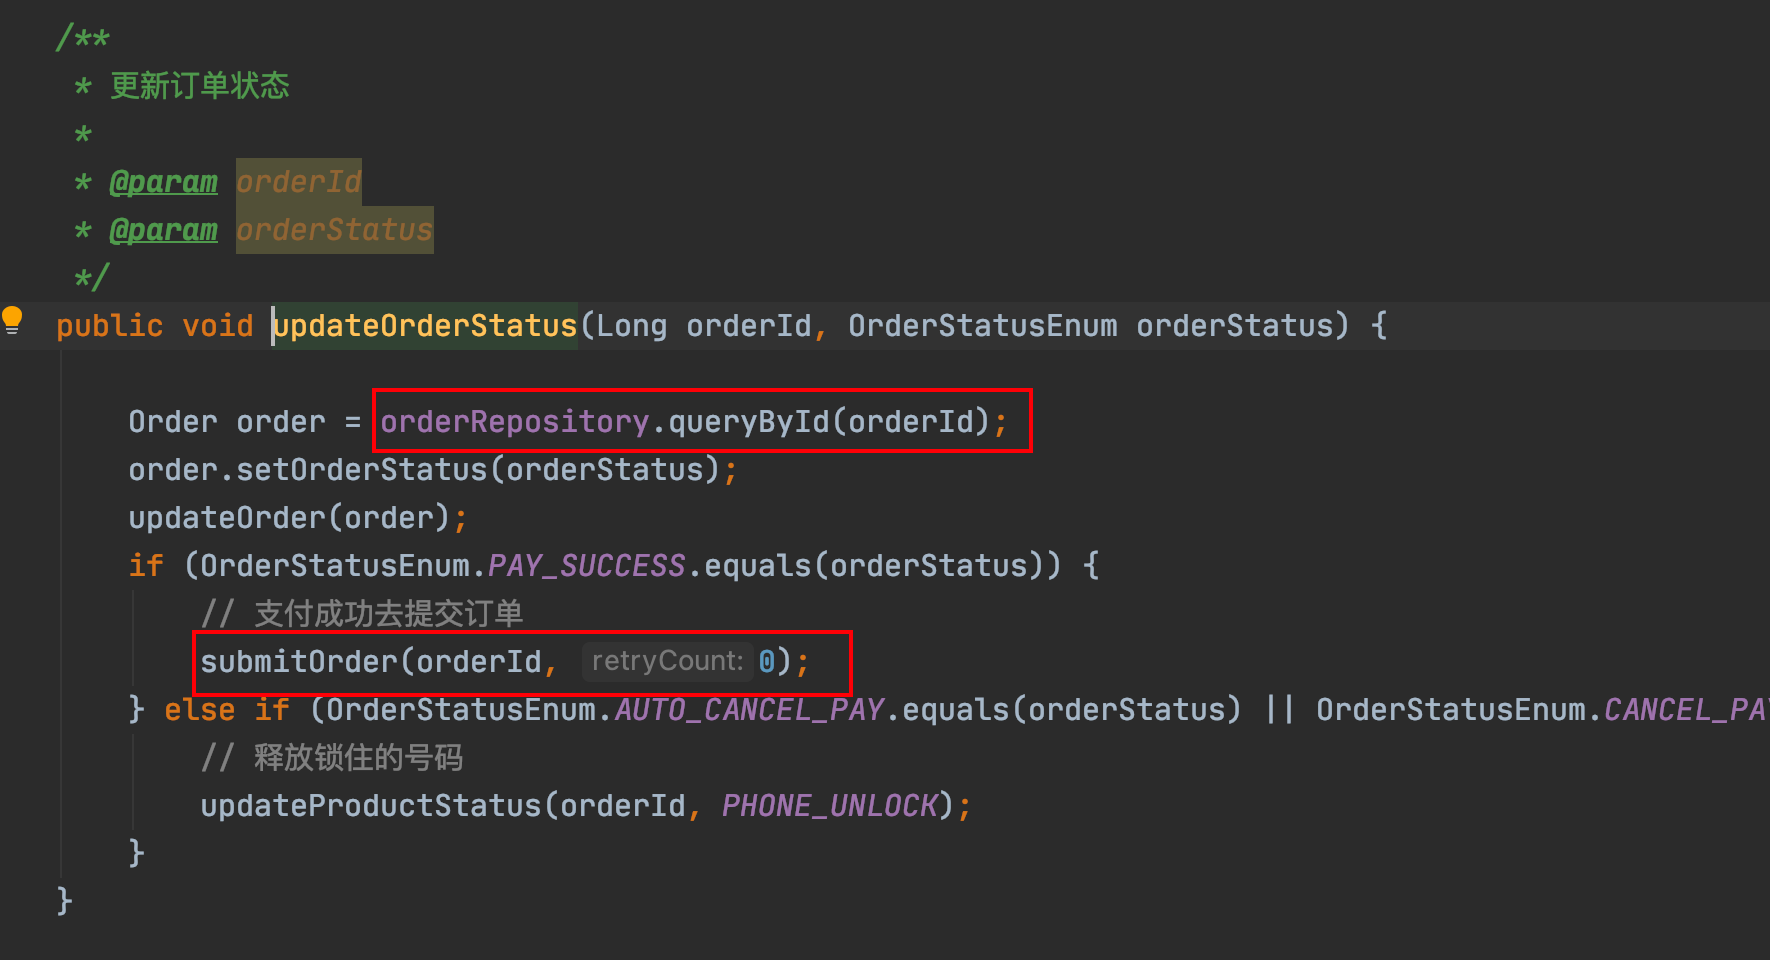 /**
* 更新订单状态
*
* @param orderId
* @param orderStatus
*/
public void updateOrderStatus(Long orderId, OrderStatusEnum orderStatus) {
Order order = orderRepository.queryById(orderId);
order.setOrderStatus(orderStatus);
updateOrder(order);
if (OrderStatusEnum.PAY_SUCCESS.equals(orderStatus)) {
// 支付成功去提交订单
submitOrder(orderId, retryCount: 0);
} else if (OrderStatusEnum.AUTO_CANCEL_PAY.equals(orderStatus) || OrderStatusEnum.CANCEL_PAY
// 释放锁住的号码
updateProductStatus(orderId, PHONE_UNLOCK);
}
}